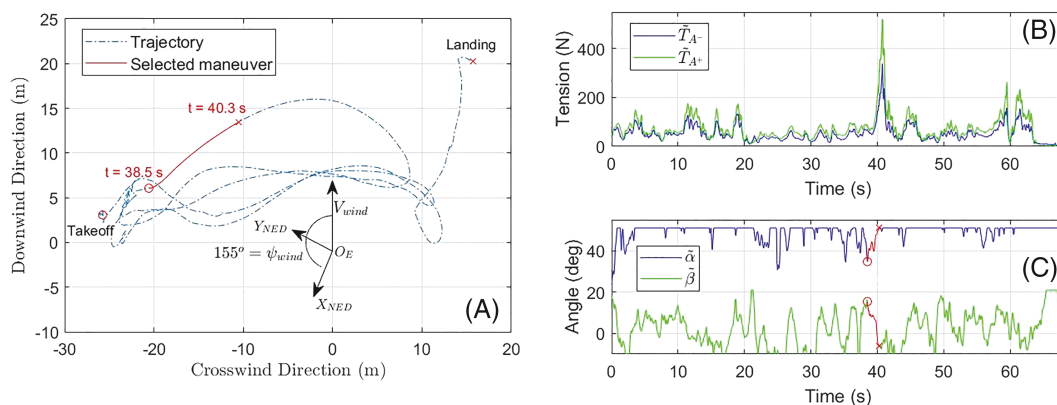 25
20
15
10
5
0
-5
-10
Downwind Direction (m)
Trajectory
Selected maneuver
Landing
t = 40.3 s
t = 38.5 s
Takeoff
V_wind
Y_NED
155° = ψ_wind
O_E
X_NED
(A)
-30 -20 -10 0 10 20
Crosswind Direction (m)
(B)
T̃_A⁻
T̃_A⁺
400
200
0
Tension (N)
0 10 20 30 40 50 60
Time (s)
40
20
0
Angle (deg)
α̃
β̃
(C)
0 10 20 30 40 50 60
Time (s)